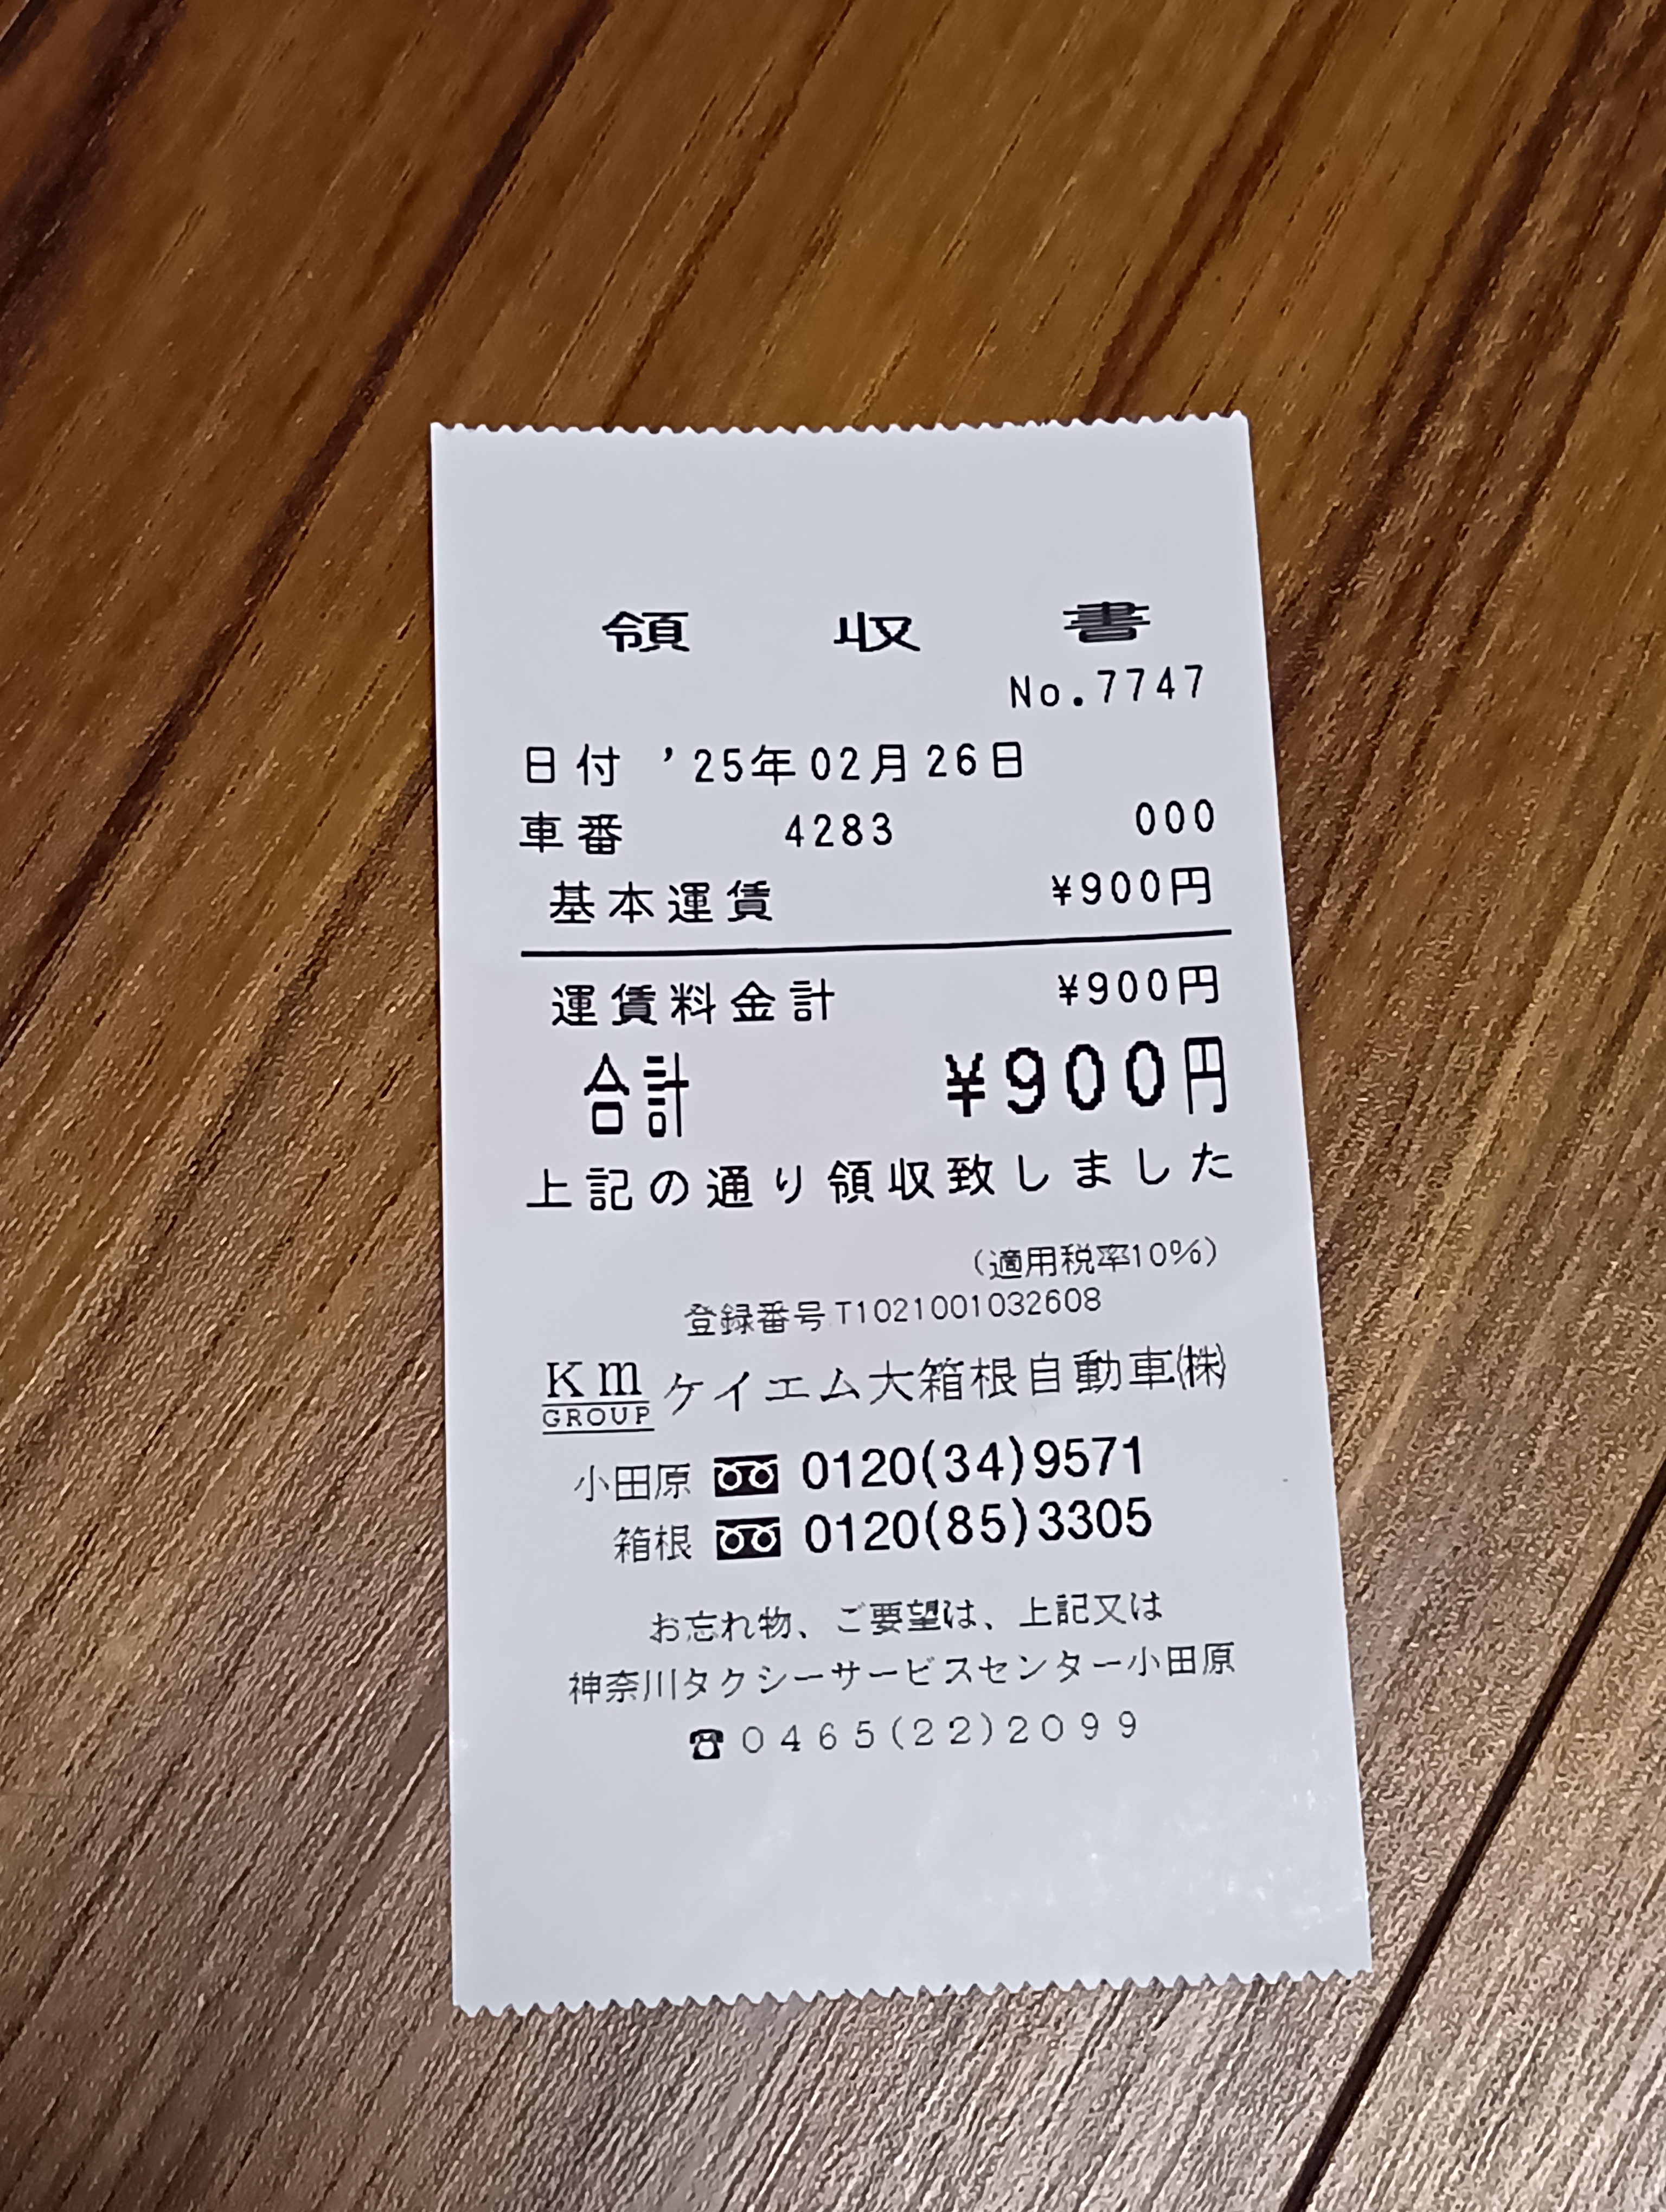 領収書
No.7747
日付 '25年02月26日
車番 4283 000
基本運賃 ¥900円
運賃料金計 ¥900円
合計 ¥900円
上記の通り領収致しました
(適用税率10%)
登録番号T1021001032608
Km GROUP ケイエム大箱根自動車㈱
小田原 0120(34)9571
箱根 0120(85)3305
お忘れ物、ご要望は、上記又は
神奈川タクシーサービスセンター小田原
☎0465(22)2099